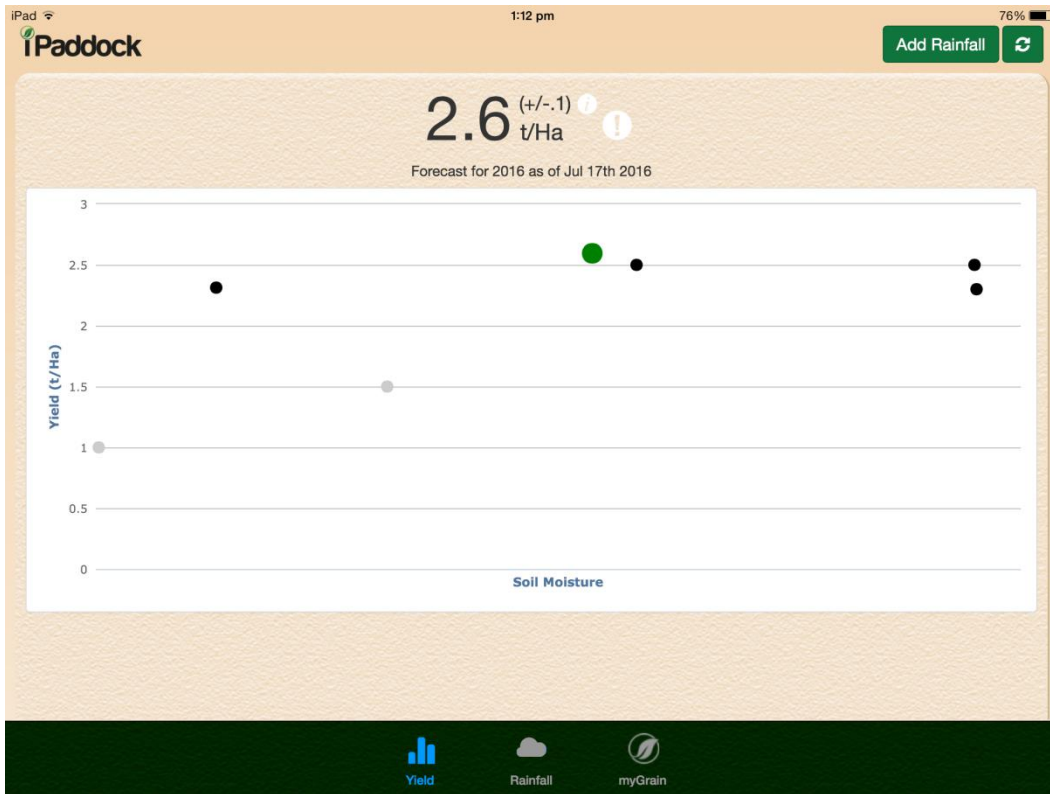 iPad 1:12 pm 76%
iPaddock Add Rainfall
2.6 (+/-.1) i !
t/Ha
Forecast for 2016 as of Jul 17th 2016
3
2.5
2
Yield (t/Ha)
1.5
1
0.5
0
Soil Moisture
Yield Rainfall myGrain